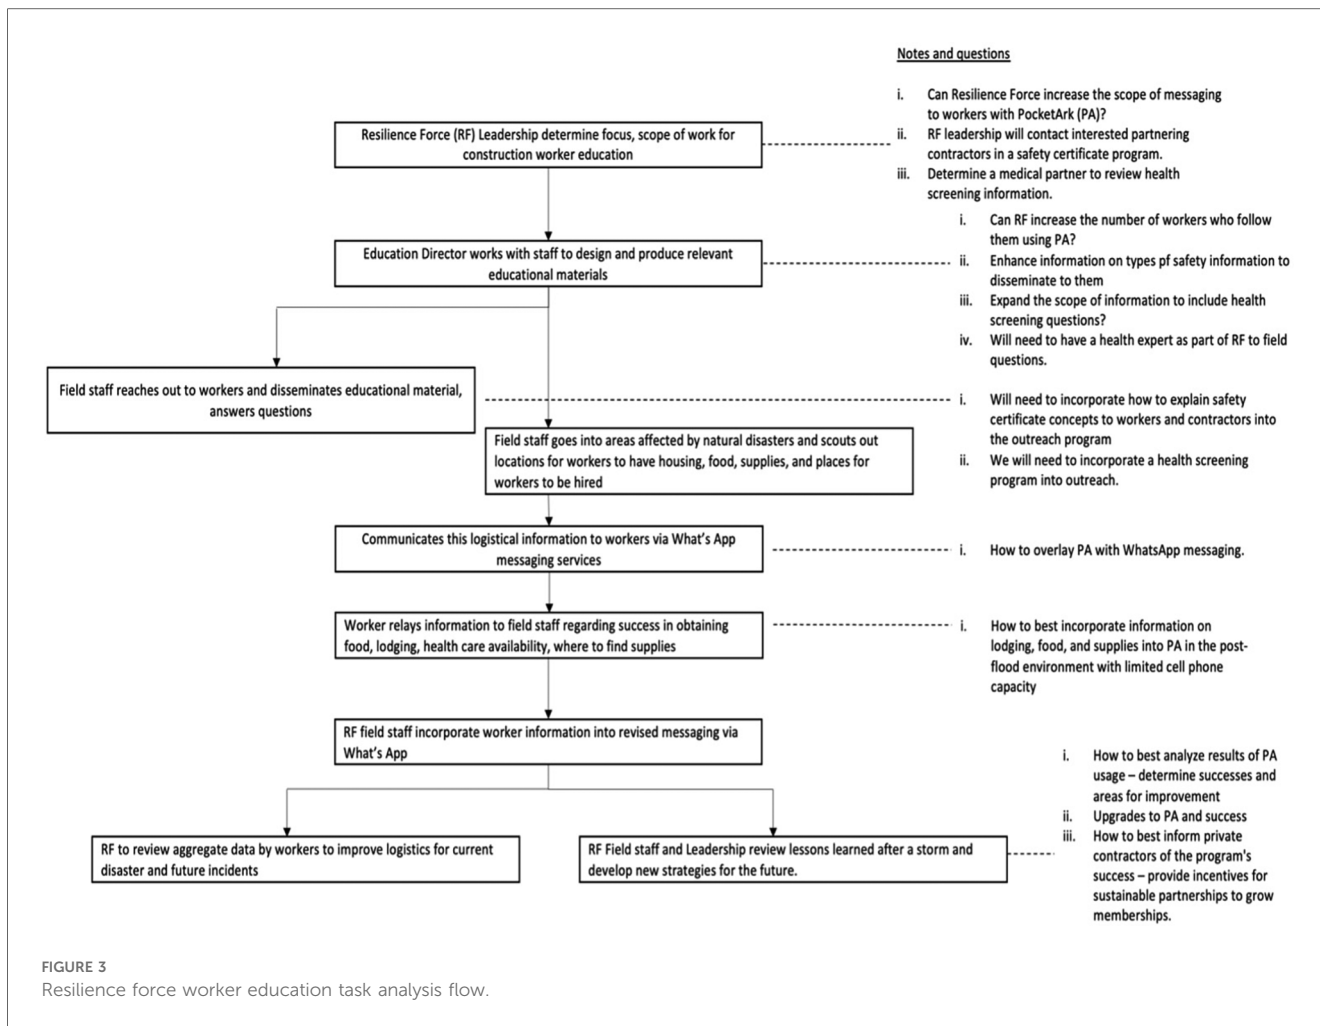 Notes and questions
i. Can Resilience Force increase the scope of messaging
to workers with PocketArk (PA)?
ii. RF leadership will contact interested partnering
contractors in a safety certificate program.
iii. Determine a medical partner to review health
screening information.
Resilience Force (RF) Leadership determine focus, scope of work for
construction worker education
i. Can RF increase the number of workers who follow
them using PA?
ii. Enhance information on types pf safety information to
disseminate to them
iii. Expand the scope of information to include health
screening questions?
iv. Will need to have a health expert as part of RF to field
questions.
Education Director works with staff to design and produce relevant
educational materials
Field staff reaches out to workers and disseminates educational material,
answers questions
i. Will need to incorporate how to explain safety
certificate concepts to workers and contractors into
the outreach program
ii. We will need to incorporate a health screening
program into outreach.
Field staff goes into areas affected by natural disasters and scouts out
locations for workers to have housing, food, supplies, and places for
workers to be hired
Communicates this logistical information to workers via What's App
messaging services
i. How to overlay PA with WhatsApp messaging.
Worker relays information to field staff regarding success in obtaining
food, lodging, health care availability, where to find supplies
i. How to best incorporate information on
lodging, food, and supplies into PA in the post-
flood environment with limited cell phone
capacity
RF field staff incorporate worker information into revised messaging via
What's App
i. How to best analyze results of PA
usage – determine successes and
areas for improvement
ii. Upgrades to PA and success
iii. How to best inform private
contractors of the program's
success – provide incentives for
sustainable partnerships to grow
memberships.
RF to review aggregate data by workers to improve logistics for current
disaster and future incidents
RF Field staff and Leadership review lessons learned after a storm and
develop new strategies for the future.
FIGURE 3
Resilience force worker education task analysis flow.